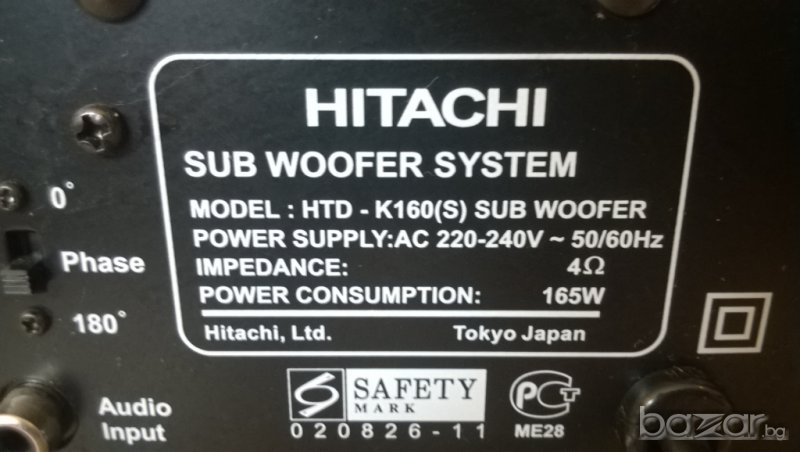 HITACHI
SUB WOOFER SYSTEM
MODEL : HTD - K160(S) SUB WOOFER
POWER SUPPLY:AC 220-240V ~ 50/60Hz
IMPEDANCE: 4Ω
POWER CONSUMPTION: 165W
Hitachi, Ltd. Tokyo Japan
0°
Phase
180°
Audio
Input
SAFETY
MARK
020826-11
PCT
ME28
bazar.bg